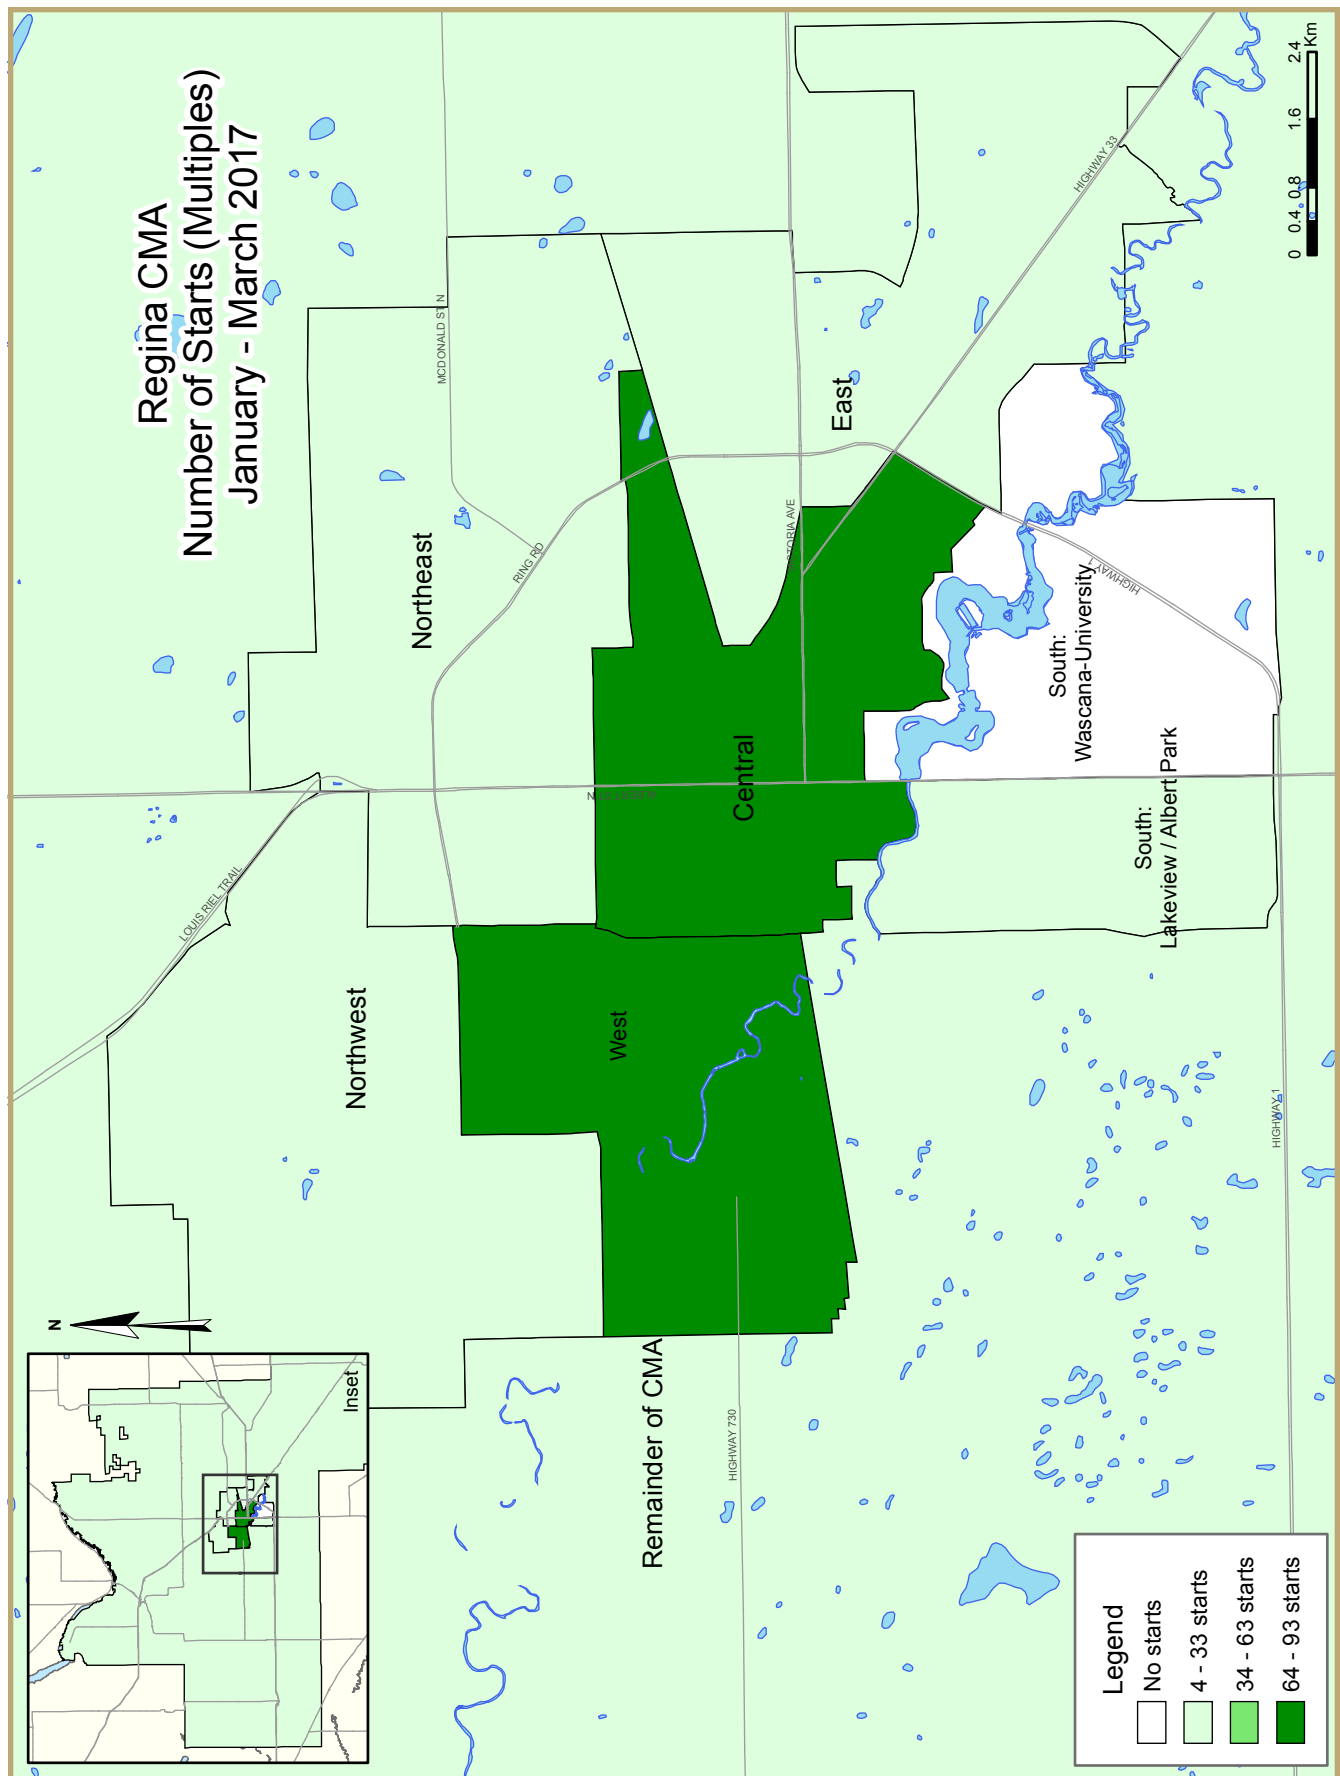 Regina CMA
Number of Starts (Multiples)
January - March 2017
N
Inset
LOUIS RIEL TRAIL
MCDONALD ST N
RING RD
Northwest
Northeast
West
Central
East
Remainder of CMA
HIGHWAY 730
HIGHWAY 33
South:
Wascana-University
HIGHWAY 1
South:
Lakeview / Albert Park
HIGHWAY 1
Legend
No starts
4 - 33 starts
34 - 63 starts
64 - 93 starts
0 0.4 0.8 1.6 2.4
Km